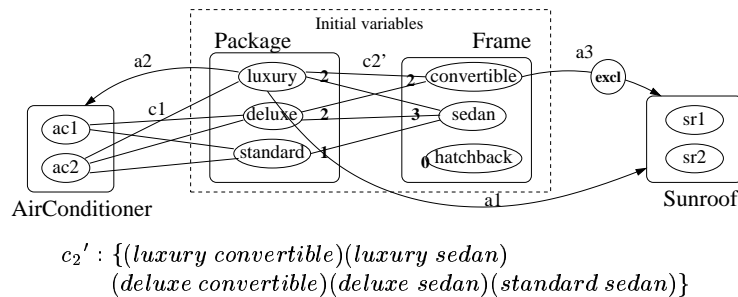 Initial variables
Package
Frame
a2
c2'
a3
luxury 2
2 convertible
excl
c1
ac1
deluxe 2
3 sedan
sr1
ac2
standard 1
0 hatchback
sr2
AirConditioner
a1
Sunroof
c₂' : {(luxury convertible)(luxury sedan)
(deluxe convertible)(deluxe sedan)(standard sedan)}